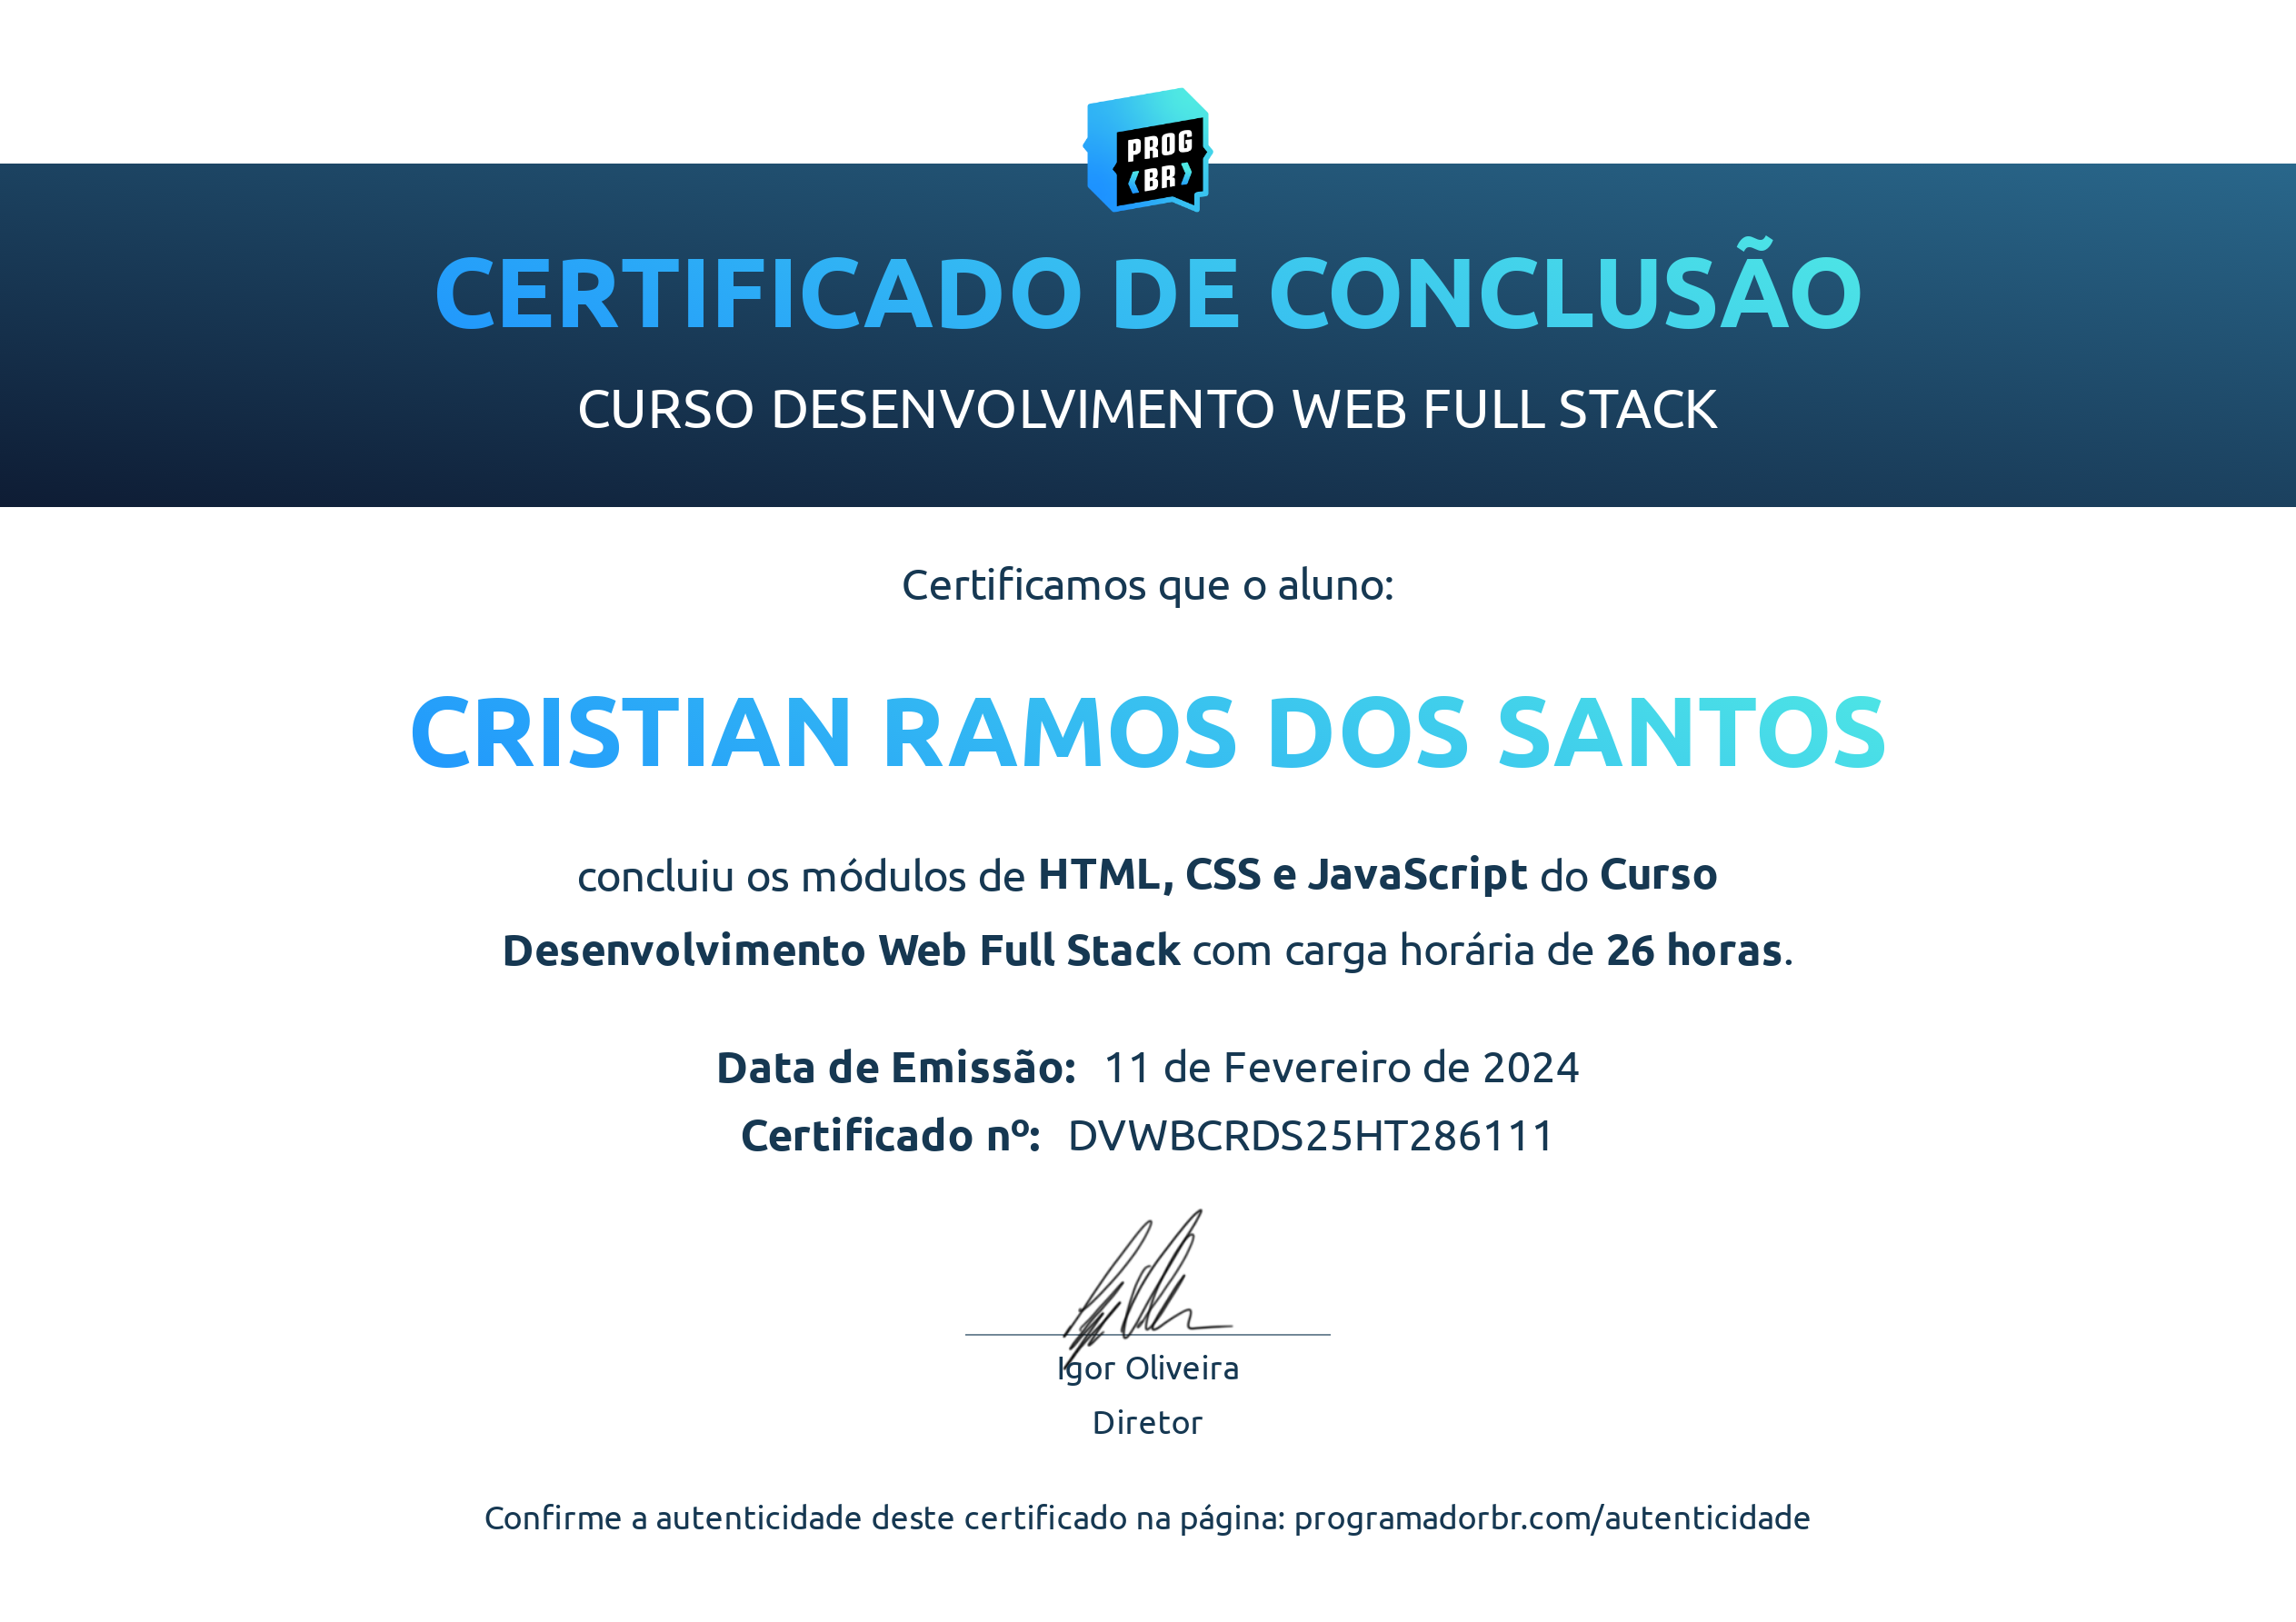 PROG
<BR>
CERTIFICADO DE CONCLUSÃO
CURSO DESENVOLVIMENTO WEB FULL STACK
Certificamos que o aluno:
CRISTIAN RAMOS DOS SANTOS
concluiu os módulos de HTML, CSS e JavaScript do Curso
Desenvolvimento Web Full Stack com carga horária de 26 horas.
Data de Emissão: 11 de Fevereiro de 2024
Certificado nº: DVWBCRDS25HT286111
Igor Oliveira
Diretor
Confirme a autenticidade deste certificado na página: programadorbr.com/autenticidade